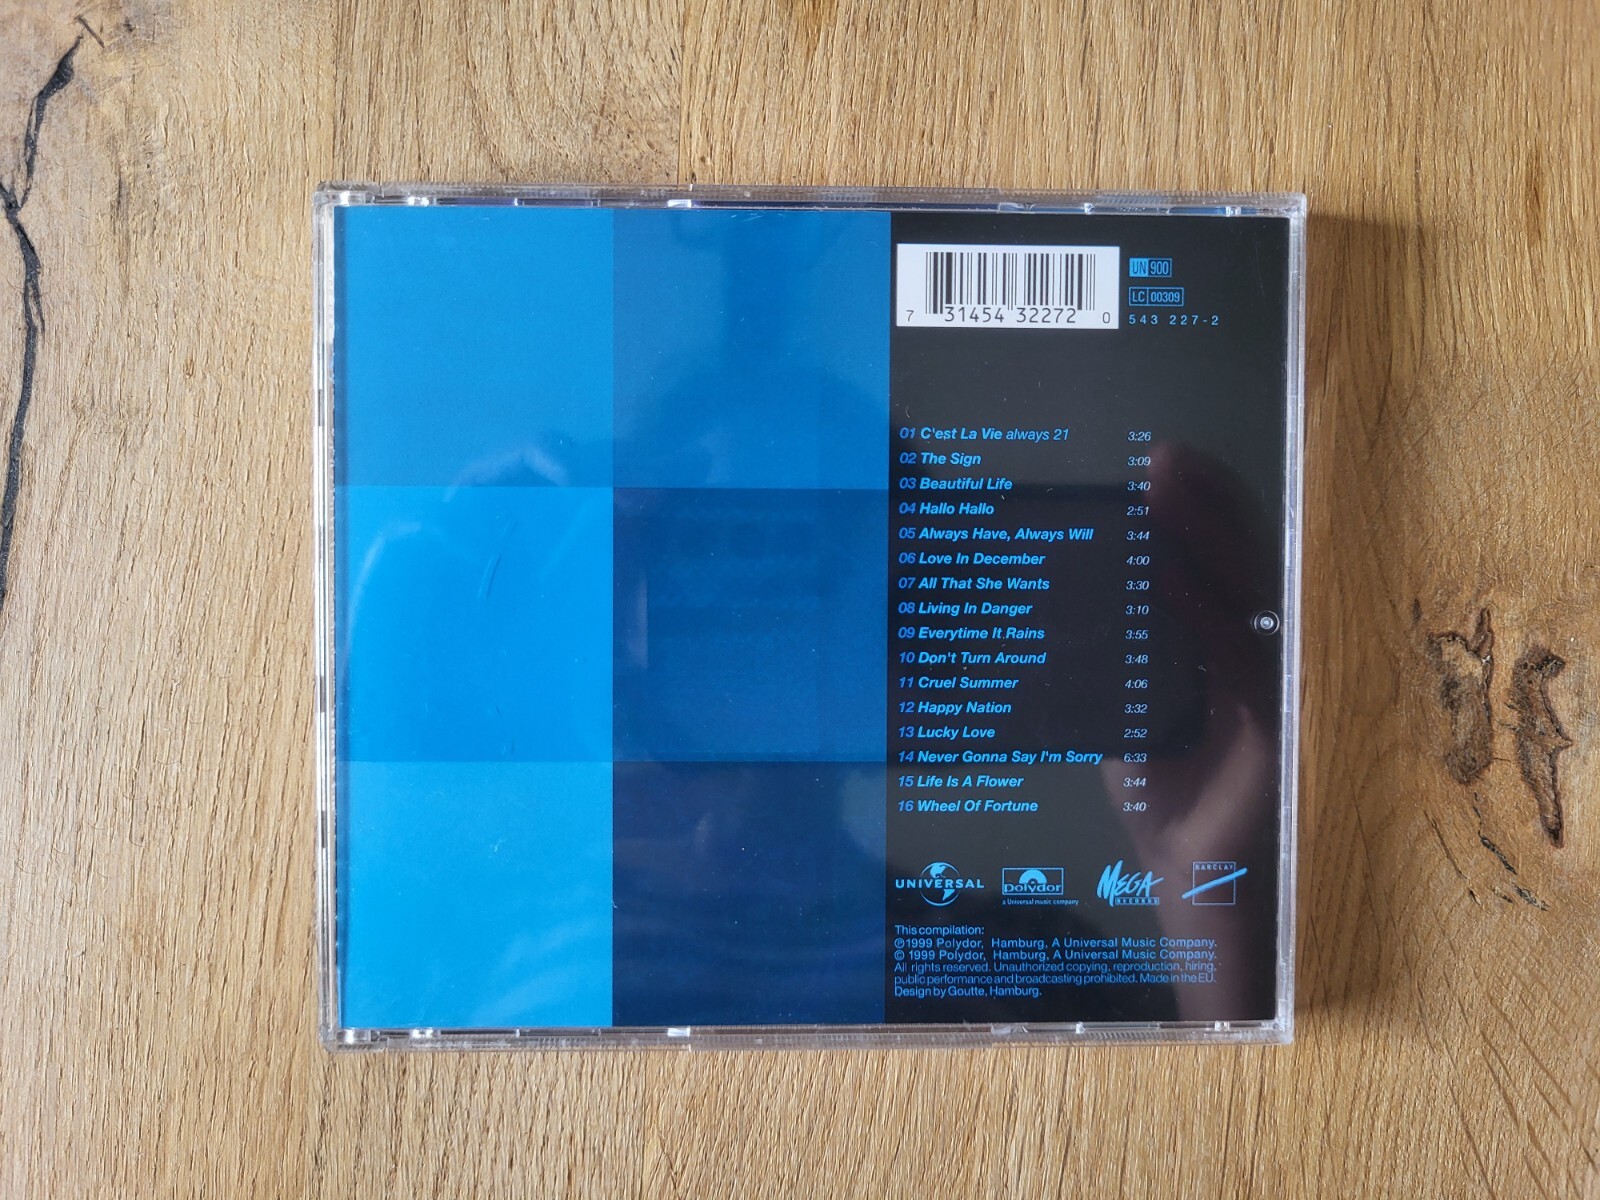 7 31454 32272 0
UN 900
LC 00309
543 227-2
01 C'est La Vie always 21 3:26
02 The Sign 3:09
03 Beautiful Life 3:40
04 Hallo Hallo 2:51
05 Always Have, Always Will 3:44
06 Love In December 4:00
07 All That She Wants 3:30
08 Living In Danger 3:10
09 Everytime It Rains 3:55
10 Don't Turn Around 3:48
11 Cruel Summer 4:06
12 Happy Nation 3:32
13 Lucky Love 2:52
14 Never Gonna Say I'm Sorry 6:33
15 Life Is A Flower 3:44
16 Wheel Of Fortune 3:40
UNIVERSAL
Polydor
a Universal music company
MEGA
RECORDS
BARCLAY
This compilation:
℗1999 Polydor, Hamburg, A Universal Music Company.
© 1999 Polydor, Hamburg, A Universal Music Company.
All rights reserved. Unauthorized copying, reproduction, hiring,
public performance and broadcasting prohibited. Made in the EU.
Design by Goutte, Hamburg.